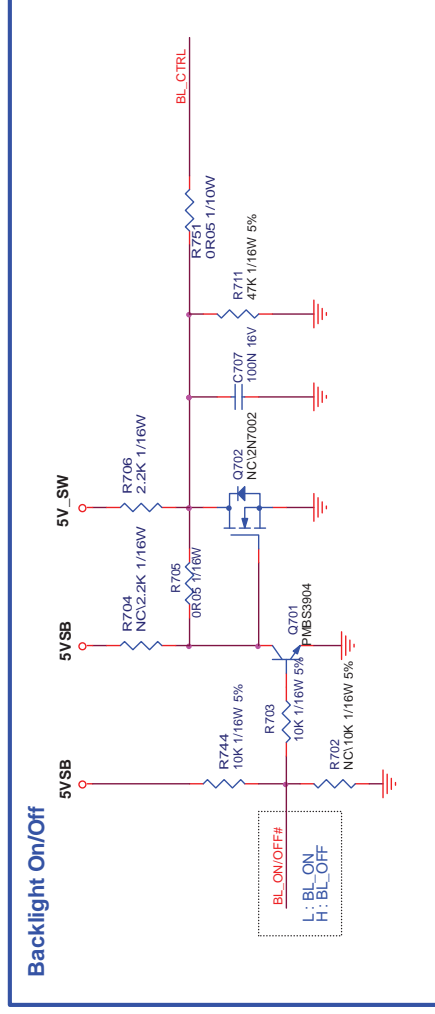 Backlight On/Off
5VSB
5VSB
5V_SW
R744
10K 1/16W 5%
R704
NC\2.2K 1/16W
R706
2.2K 1/16W
R705
0R05 1/16W
R751
0R05 1/10W
BL_CTRL
BL_ON/OFF#
L : BL_ON
H : BL_OFF
R703
10K 1/16W 5%
R702
NC\10K 1/16W 5%
Q701
PMBS3904
Q702
NC\2N7002
C707
100N 16V
R711
47K 1/16W 5%